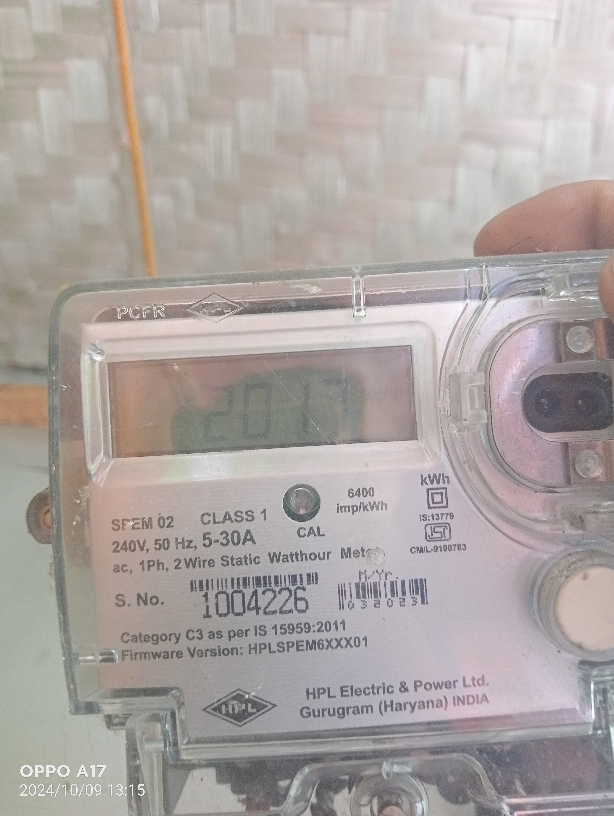 PCFR HPL
2017
SPEM 02 CLASS 1
CAL
6400
imp/kWh
kWh
IS:13779
240V, 50 Hz, 5-30A
CM/L-9190783
ac, 1Ph, 2 Wire Static Watthour Meter
M/Yr.
S. No. 1004226 032023
Category C3 as per IS 15959:2011
Firmware Version: HPLSPEM6XXX01
HPL
HPL Electric & Power Ltd.
Gurugram (Haryana) INDIA
OPPO A17
2024/10/09 13:15